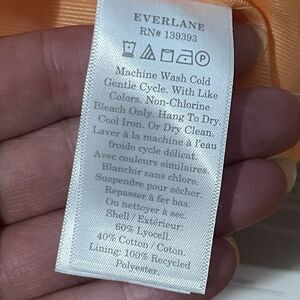 EVERLANE
RN# 139393
Machine Wash Cold
Gentle Cycle. With Like
Colors. Non-Chlorine
Bleach Only. Hang To Dry.
Cool Iron. Or Dry Clean.
Laver à la machine à l'eau
froide cycle délicat.
Avec couleurs similaires.
Blanchir sans chlore.
Suspendre pour sécher.
Repasser à fer bas.
Ou nettoyer à sec.
Shell / Extérieur:
60% Lyocell
40% Cotton / Coton.
Lining: 100% Recycled
Polyester.